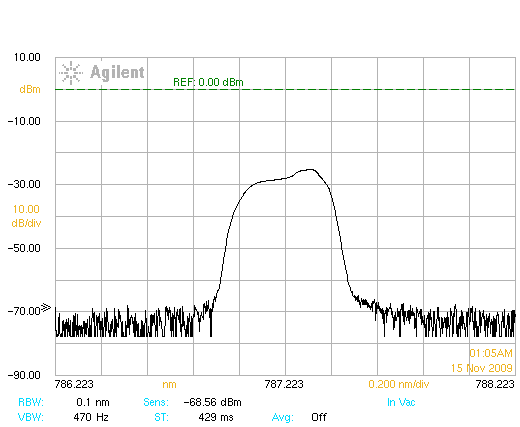 10.00
Agilent
dBm
REF: 0.00 dBm
-10.00
-30.00
10.00
dB/div
-50.00
-70.00
01:05AM
15 Nov 2009
-90.00
786.223 nm 787.223 0.200 nm/div 788.223
RBW: 0.1 nm Sens: -68.56 dBm In Vac
VBW: 470 Hz ST: 429 ms Avg: Off